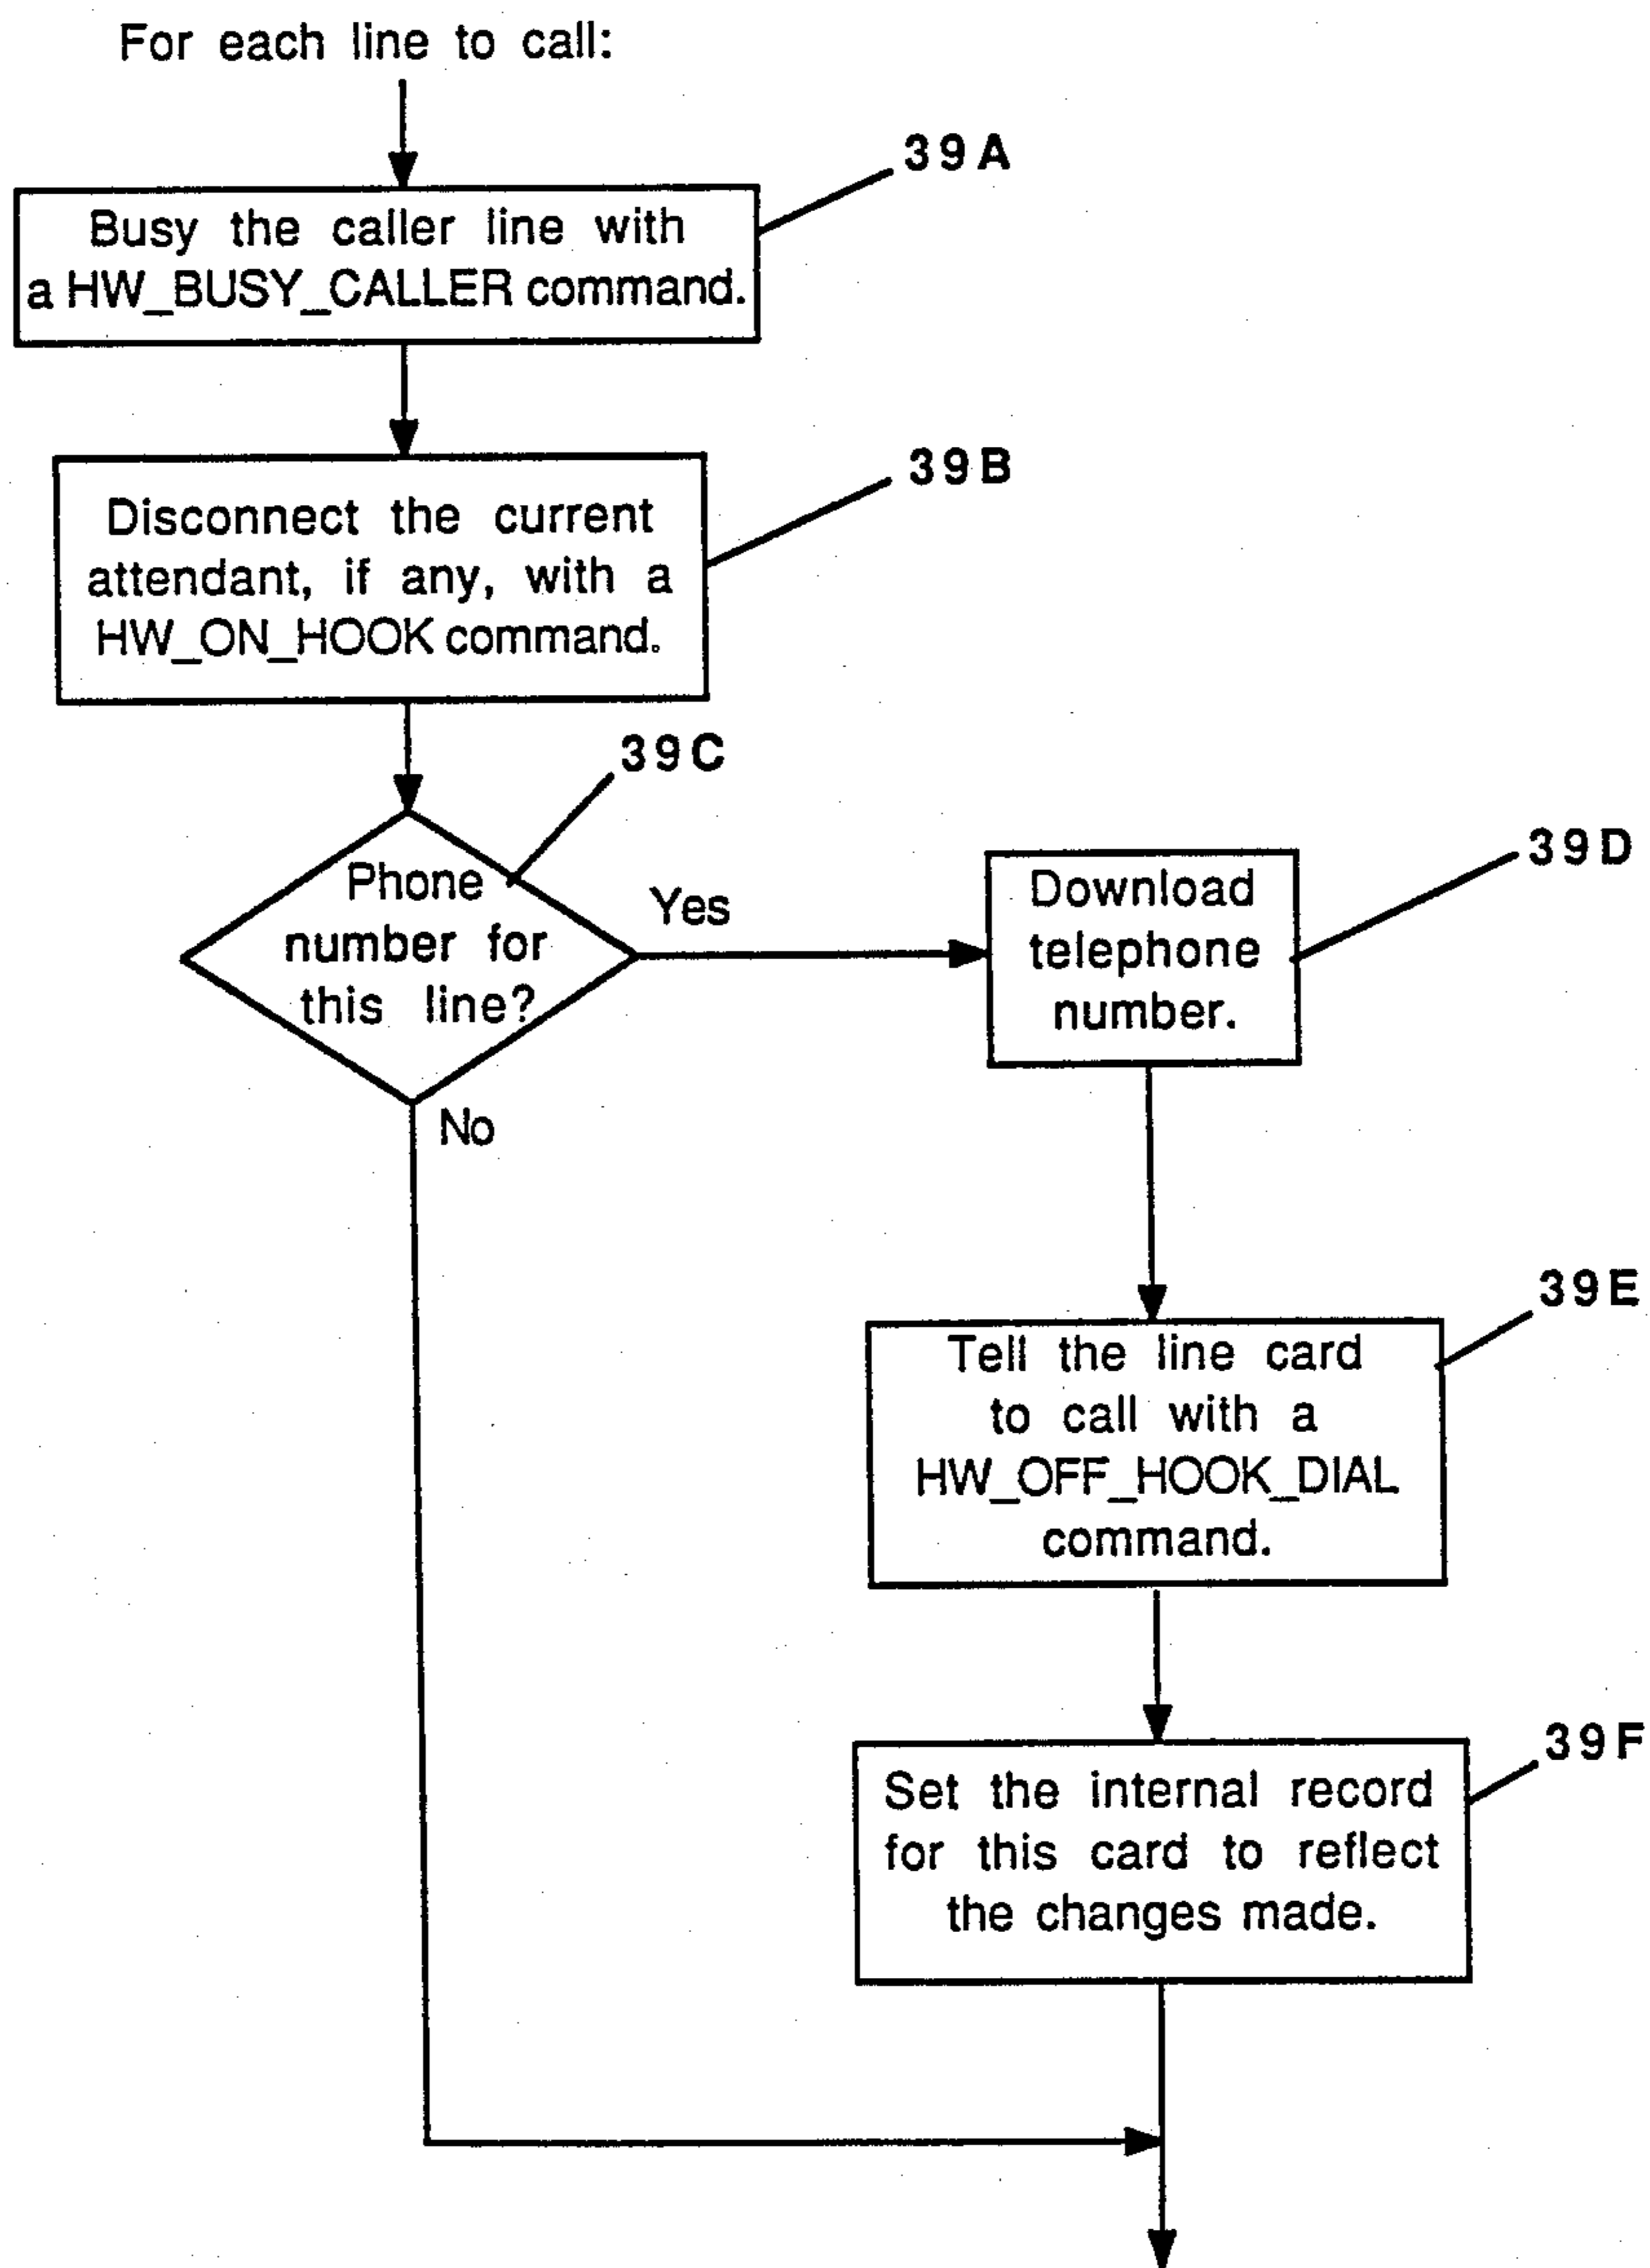 For each line to call:
39A
Busy the caller line with
a HW_BUSY_CALLER command.
39B
Disconnect the current
attendant, if any, with a
HW_ON_HOOK command.
39C
Phone
number for
this line?
Yes
No
39D
Download
telephone
number.
39E
Tell the line card
to call with a
HW_OFF_HOOK_DIAL
command.
39F
Set the internal record
for this card to reflect
the changes made.